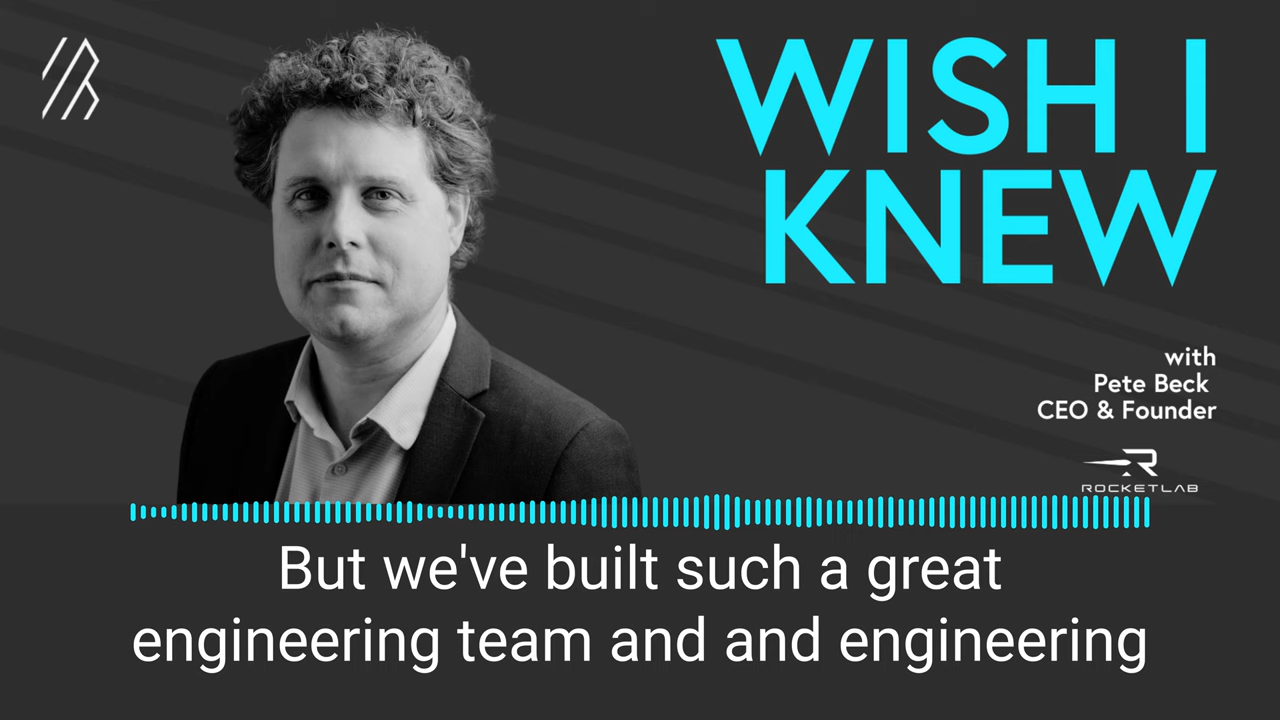 WISH I
KNEW
with
Pete Beck
CEO & Founder
ROCKETLAB
But we've built such a great
engineering team and and engineering